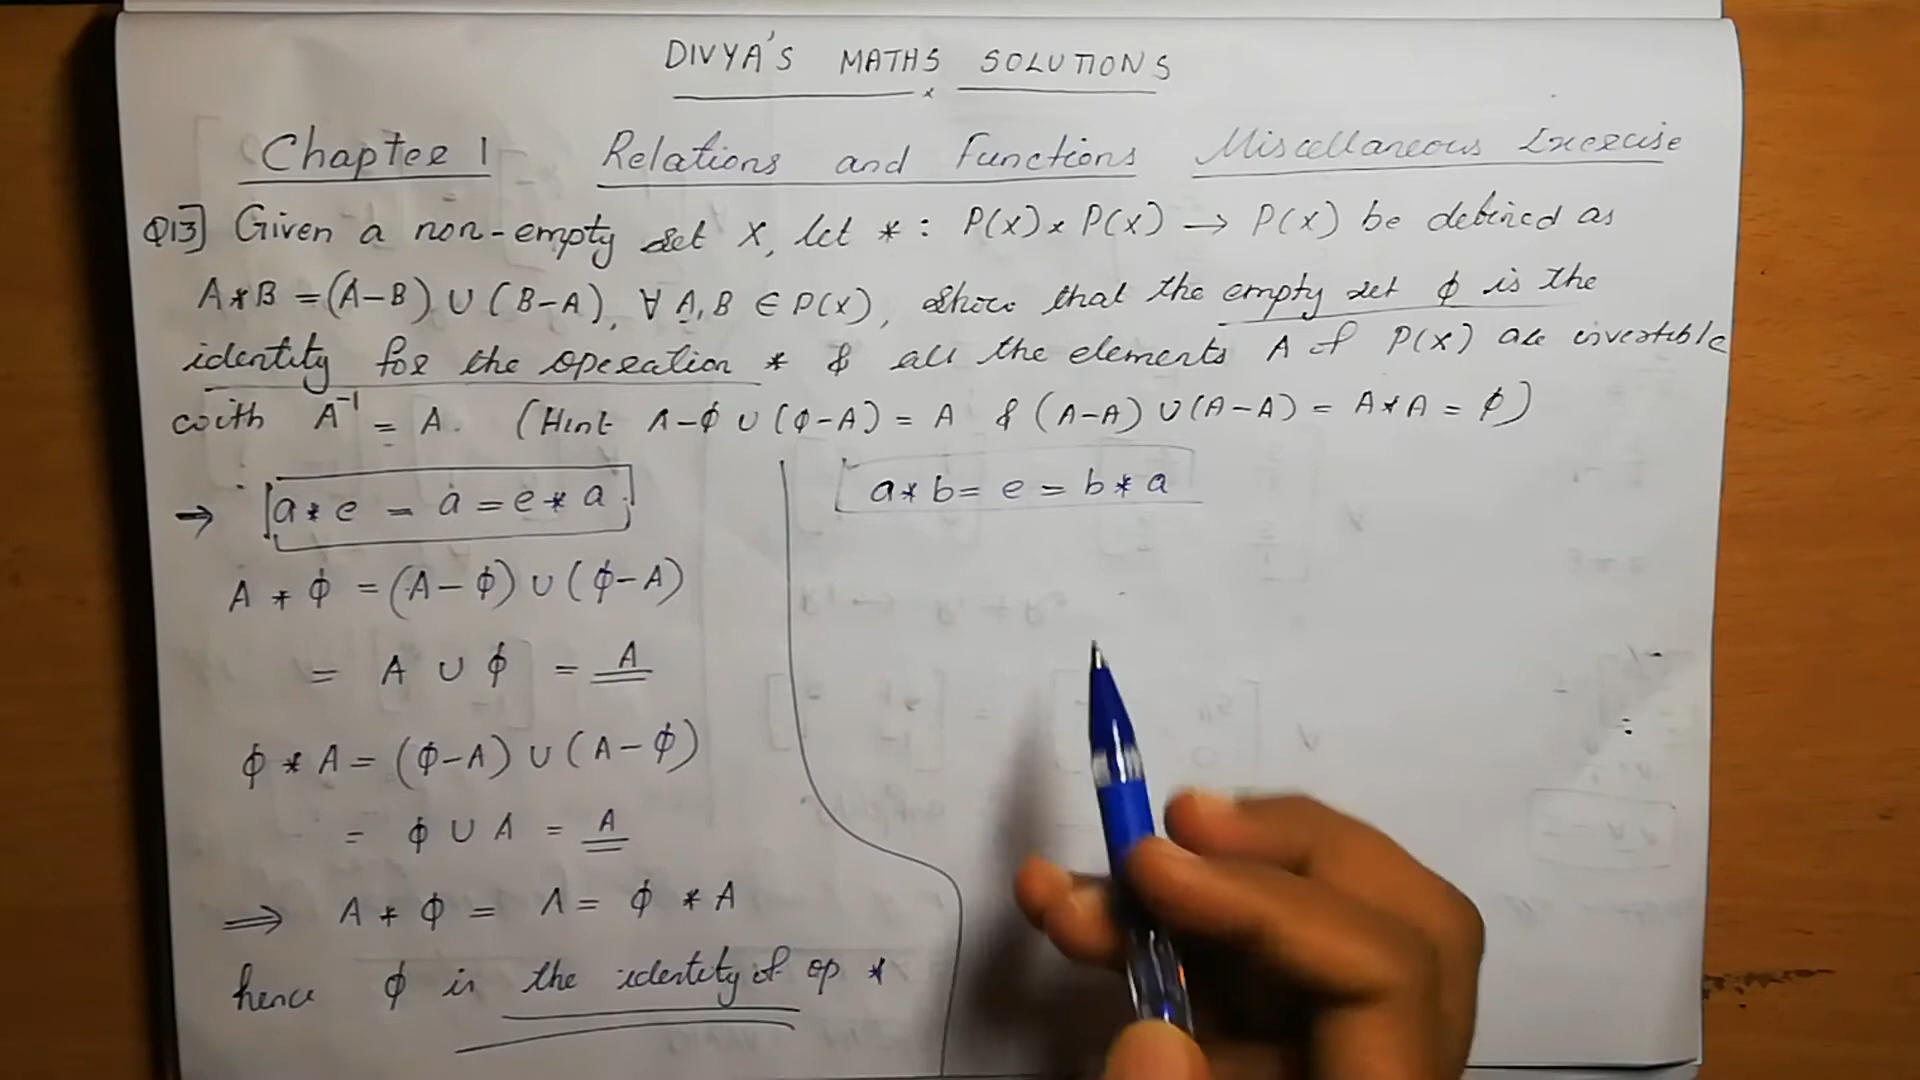 DIVYA'S MATHS SOLUTIONS
Chapter 1 Relations and Functions Miscellaneous Exercise
Q13] Given a non-empty set X, let * : P(X) × P(X) → P(X) be defined as
A*B = (A-B) ∪ (B-A), ∀ A, B ∈ P(X), show that the empty set ϕ is the
identity for the operation * & all the elements A of P(X) are invertible
with A⁻¹ = A. (Hint A-ϕ ∪ (ϕ-A) = A & (A-A) ∪ (A-A) = A*A = ϕ)
→ a * e = a = e * a
A * ϕ = (A-ϕ) ∪ (ϕ-A)
= A ∪ ϕ = A
ϕ * A = (ϕ-A) ∪ (A-ϕ)
= ϕ ∪ A = A
⇒ A * ϕ = A = ϕ * A
hence ϕ is the identity of op *
a * b = e = b * a